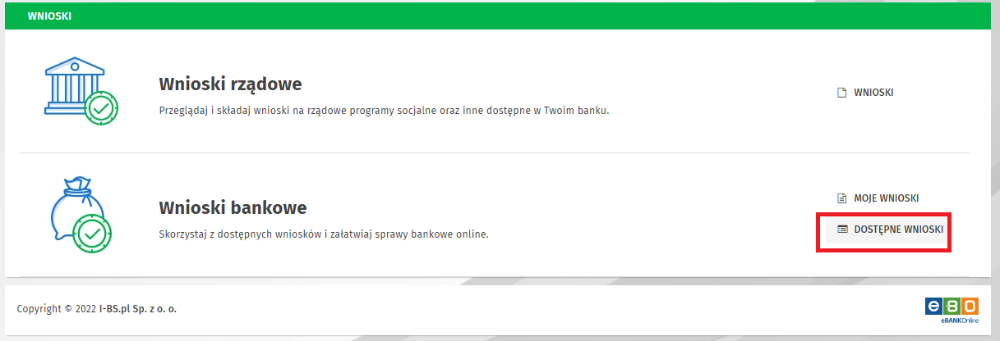 WNIOSKI
Wnioski rządowe
Przeglądaj i składaj wnioski na rządowe programy socjalne oraz inne dostępne w Twoim banku.
WNIOSKI
Wnioski bankowe
Skorzystaj z dostępnych wniosków i załatwiaj sprawy bankowe online.
MOJE WNIOSKI
DOSTĘPNE WNIOSKI
Copyright © 2022 I-BS.pl Sp. z o. o.
eBO
eBANKOnline